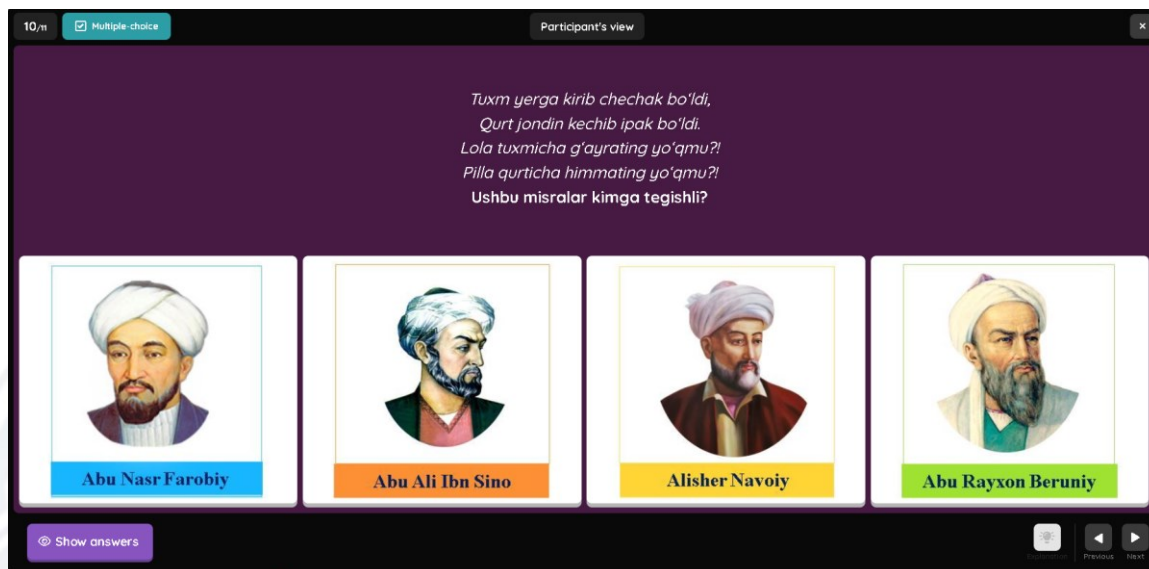 10/11
Multiple-choice
Participant's view
×
Tuxm yerga kirib chechak bo‘ldi,
Qurt jondin kechib ipak bo‘ldi.
Lola tuxmicha g‘ayrating yo‘qmu?!
Pilla qurticha himmating yo‘qmu?!
Ushbu misralar kimga tegishli?
Abu Nasr Farobiy
Abu Ali Ibn Sino
Alisher Navoiy
Abu Rayxon Beruniy
Show answers
Explanation
Previous
Next